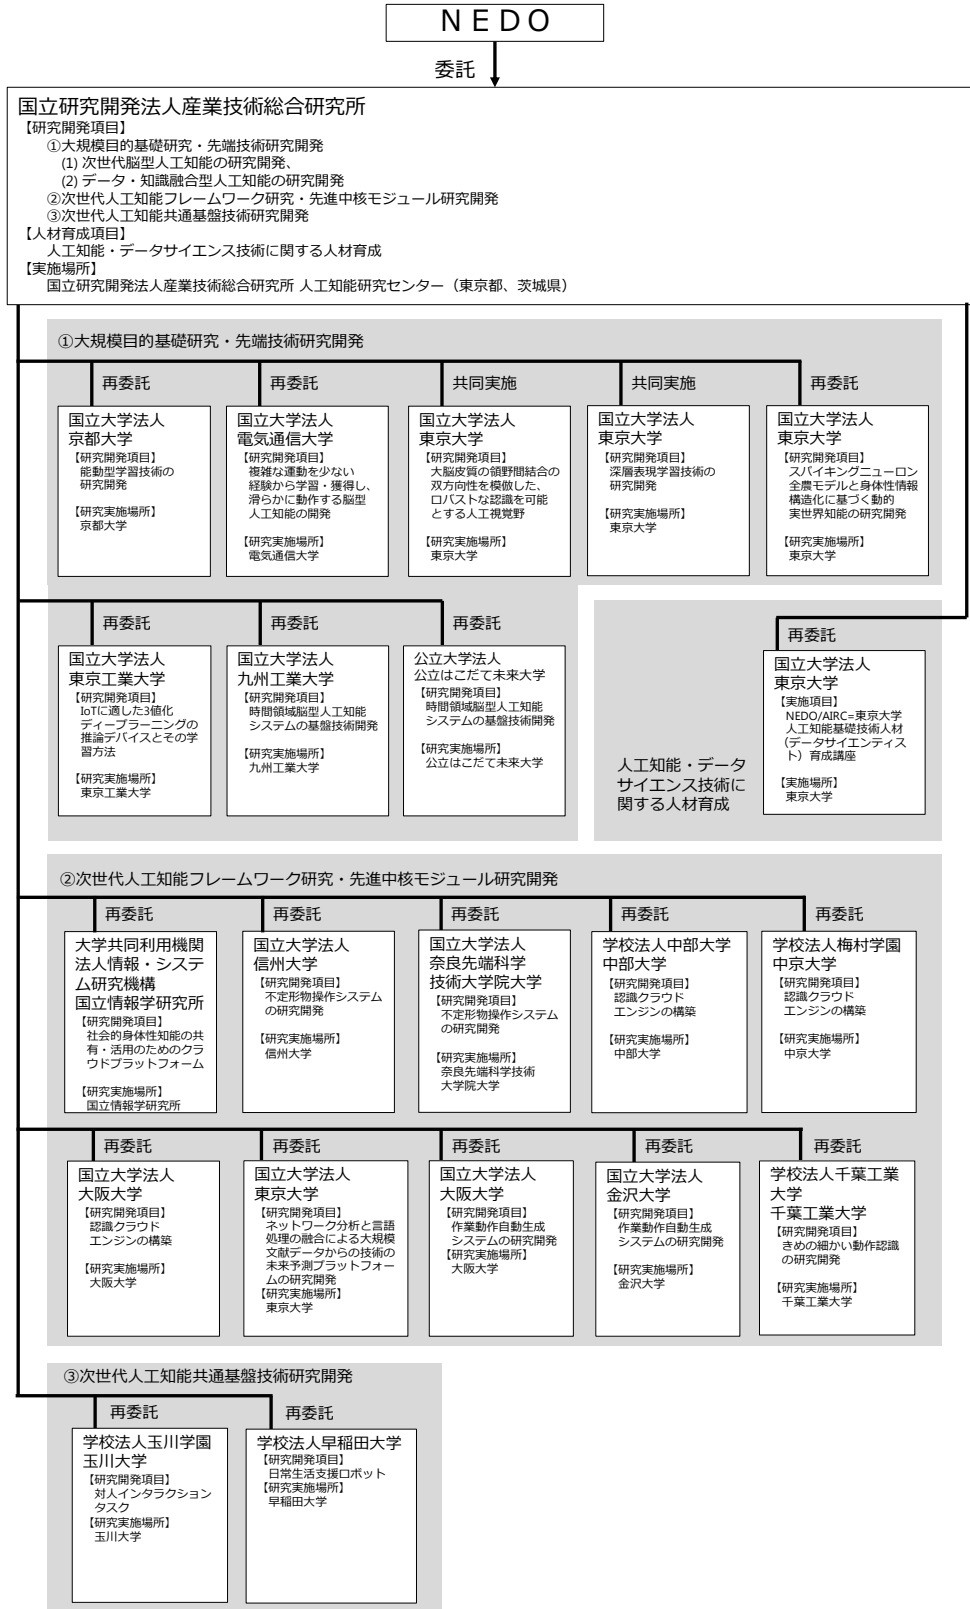 NEDO
委託
国立研究開発法人産業技術総合研究所
【研究開発項目】
①大規模目的基礎研究・先端技術研究開発
(1) 次世代脳型人工知能の研究開発、
(2) データ・知識融合型人工知能の研究開発
②次世代人工知能フレームワーク研究・先進中核モジュール研究開発
③次世代人工知能共通基盤技術研究開発
【人材育成項目】
人工知能・データサイエンス技術に関する人材育成
【実施場所】
国立研究開発法人産業技術総合研究所 人工知能研究センター（東京都、茨城県）
①大規模目的基礎研究・先端技術研究開発
再委託
国立大学法人
京都大学
【研究開発項目】
能動型学習技術の
研究開発
【研究実施場所】
京都大学
再委託
国立大学法人
電気通信大学
【研究開発項目】
複雑な運動を少ない
経験から学習・獲得し、
滑らかに動作する脳型
人工知能の開発
【研究実施場所】
電気通信大学
共同実施
国立大学法人
東京大学
【研究開発項目】
大脳皮質の領野間結合の
双方向性を模倣した、
ロバストな認識を可能
とする人工視覚野
【研究実施場所】
東京大学
共同実施
国立大学法人
東京大学
【研究開発項目】
深層表現学習技術の
研究開発
【研究実施場所】
東京大学
再委託
国立大学法人
東京大学
【研究開発項目】
スパイキングニューロン
全農モデルと身体性情報
構造化に基づく動的
実世界知能の研究開発
【研究実施場所】
東京大学
再委託
国立大学法人
東京工業大学
【研究開発項目】
IoTに適した3値化
ディープラーニングの
推論デバイスとその学
習方法
【研究実施場所】
東京工業大学
再委託
国立大学法人
九州工業大学
【研究開発項目】
時間領域脳型人工知能
システムの基盤技術開発
【研究実施場所】
九州工業大学
再委託
公立大学法人
公立はこだて未来大学
【研究開発項目】
時間領域脳型人工知能
システムの基盤技術開発
【研究実施場所】
公立はこだて未来大学
人工知能・データ
サイエンス技術に
関する人材育成
再委託
国立大学法人
東京大学
【実施項目】
NEDO/AIRC=東京大学
人工知能基礎技術人材
（データサイエンティス
ト）育成講座
【実施場所】
東京大学
②次世代人工知能フレームワーク研究・先進中核モジュール研究開発
再委託
大学共同利用機関
法人情報・システ
ム研究機構
国立情報学研究所
【研究開発項目】
社会的身体性知能の共
有・活用のためのクラ
ウドプラットフォーム
【研究実施場所】
国立情報学研究所
再委託
国立大学法人
信州大学
【研究開発項目】
不定形物操作システム
の研究開発
【研究実施場所】
信州大学
再委託
国立大学法人
奈良先端科学
技術大学院大学
【研究開発項目】
不定形物操作システム
の研究開発
【研究実施場所】
奈良先端科学技術
大学院大学
再委託
学校法人中部大学
中部大学
【研究開発項目】
認識クラウド
エンジンの構築
【研究実施場所】
中部大学
再委託
学校法人梅村学園
中京大学
【研究開発項目】
認識クラウド
エンジンの構築
【研究実施場所】
中京大学
再委託
国立大学法人
大阪大学
【研究開発項目】
認識クラウド
エンジンの構築
【研究実施場所】
大阪大学
再委託
国立大学法人
東京大学
【研究開発項目】
ネットワーク分析と言語
処理の融合による大規模
文献データからの技術の
未来予測プラットフォー
ムの研究開発
【研究実施場所】
東京大学
再委託
国立大学法人
大阪大学
【研究開発項目】
作業動作自動生成
システムの研究開発
【研究実施場所】
大阪大学
再委託
国立大学法人
金沢大学
【研究開発項目】
作業動作自動生成
システムの研究開発
【研究実施場所】
金沢大学
再委託
学校法人千葉工業
大学
千葉工業大学
【研究開発項目】
きめの細かい動作認識
の研究開発
【研究実施場所】
千葉工業大学
③次世代人工知能共通基盤技術研究開発
再委託
学校法人玉川学園
玉川大学
【研究開発項目】
対人インタラクション
タスク
【研究実施場所】
玉川大学
再委託
学校法人早稲田大学
【研究開発項目】
日常生活支援ロボット
【研究実施場所】
早稲田大学